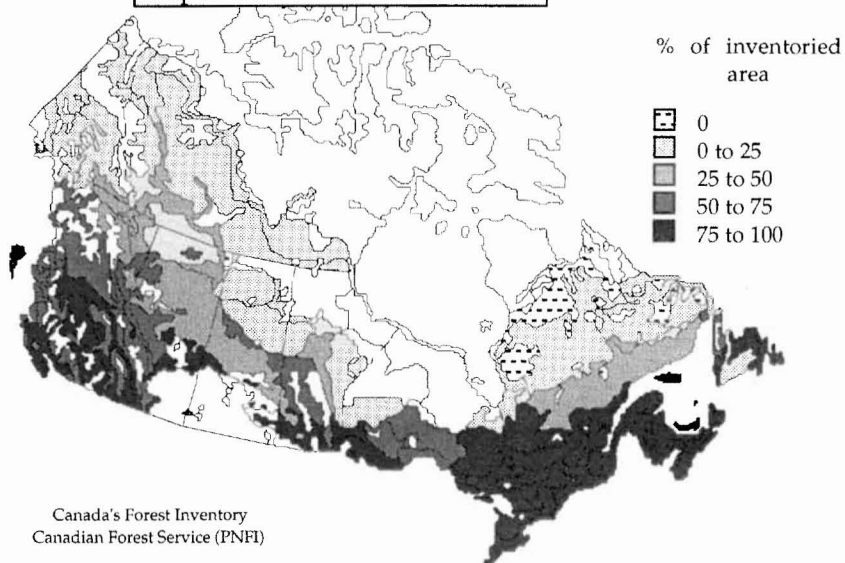 % of inventoried
area
0
0 to 25
25 to 50
50 to 75
75 to 100
Canada's Forest Inventory
Canadian Forest Service (PNFI)